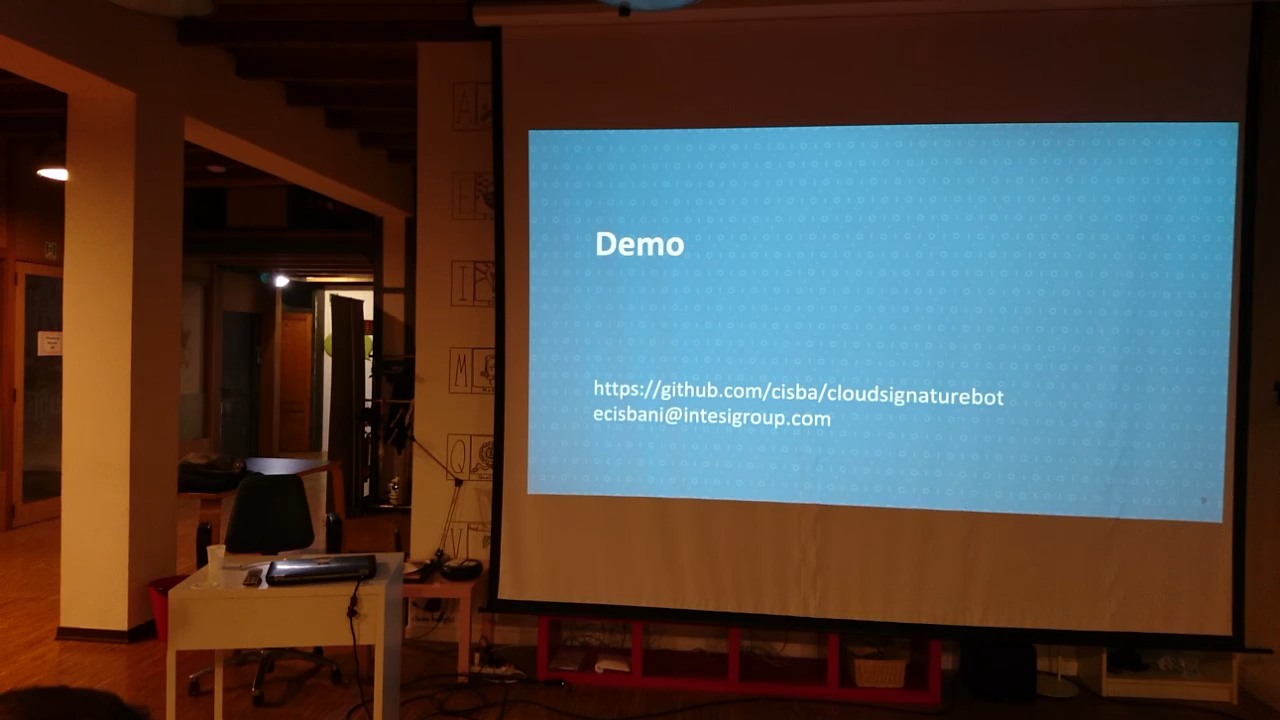 Demo
https://github.com/cisba/cloudsignaturebot
ecisbani@intesigroup.com
A
I
M
Q
V